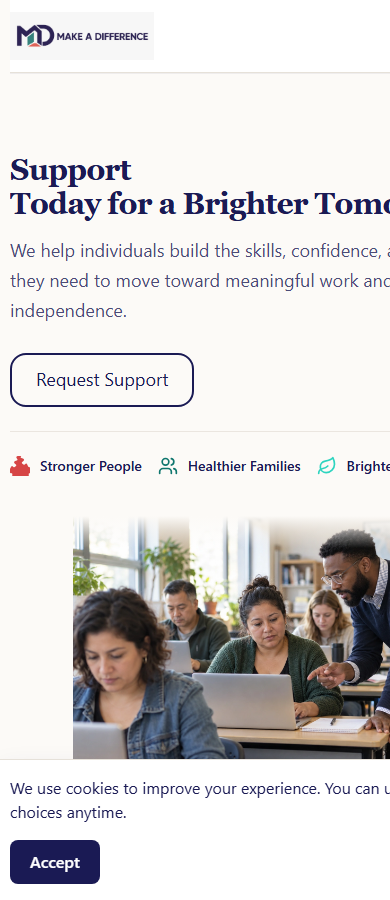 MD MAKE A DIFFERENCE
Support
Today for a Brighter Tomo
We help individuals build the skills, confidence, a
they need to move toward meaningful work and
independence.
Request Support
Stronger People Healthier Families Brighte
We use cookies to improve your experience. You can u
choices anytime.
Accept